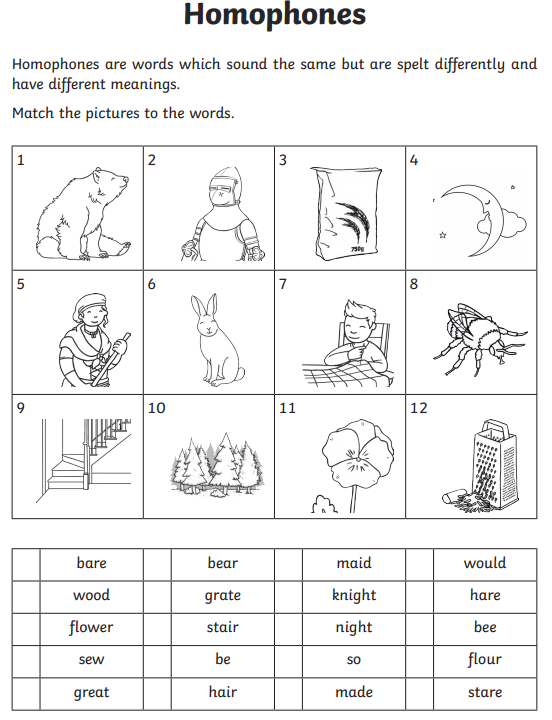 Homophones
Homophones are words which sound the same but are spelt differently and
have different meanings.
Match the pictures to the words.
1 2 3 4
750g
5 6 7 8
9 10 11 12
bare bear maid would
wood grate knight hare
flower stair night bee
sew be so flour
great hair made stare